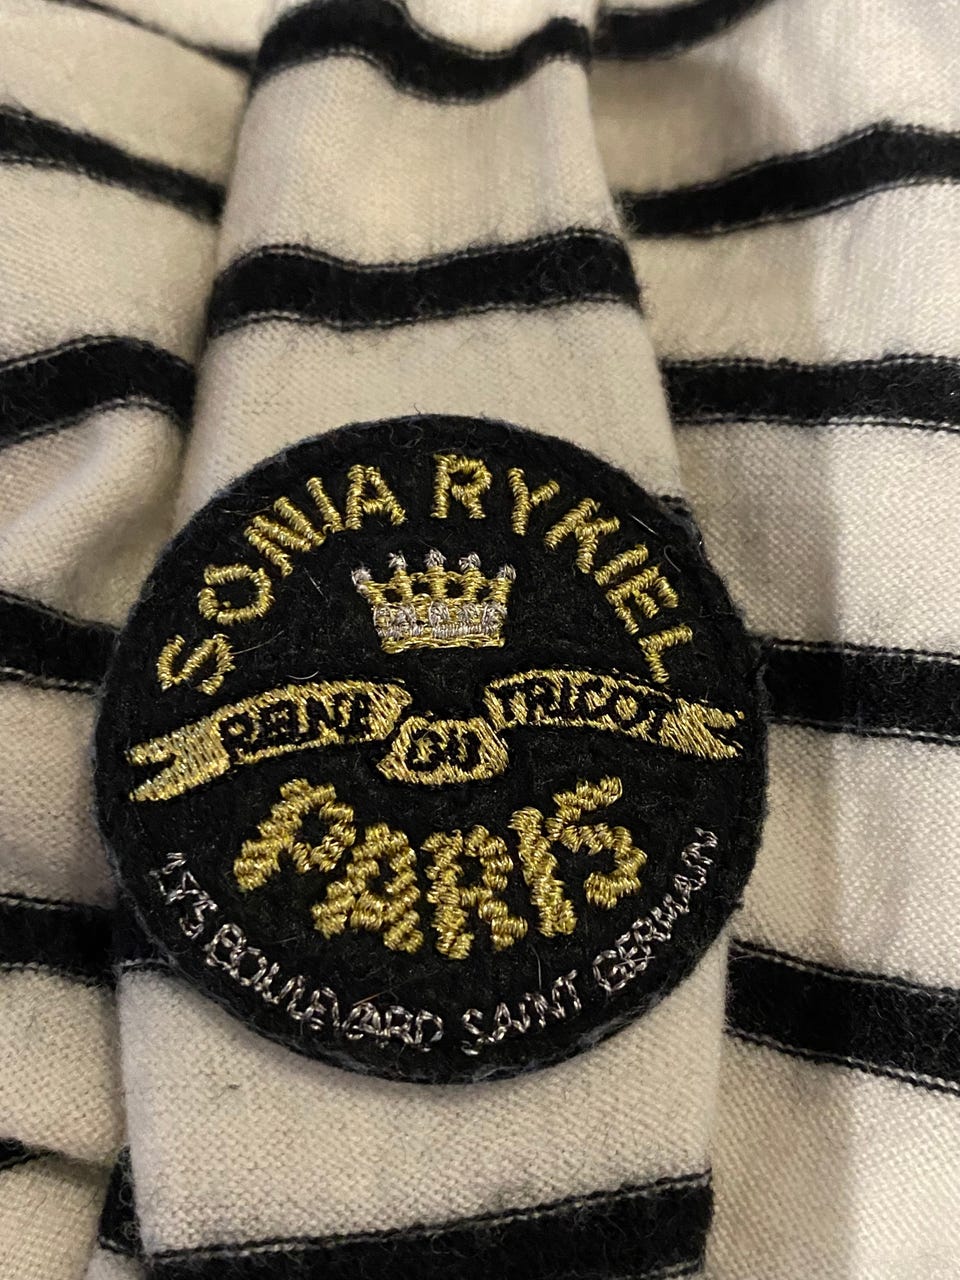 SONIA RYKIEL
REINE DU TRICOT
PARIS
175 BOULEVARD SAINT GERMAIN